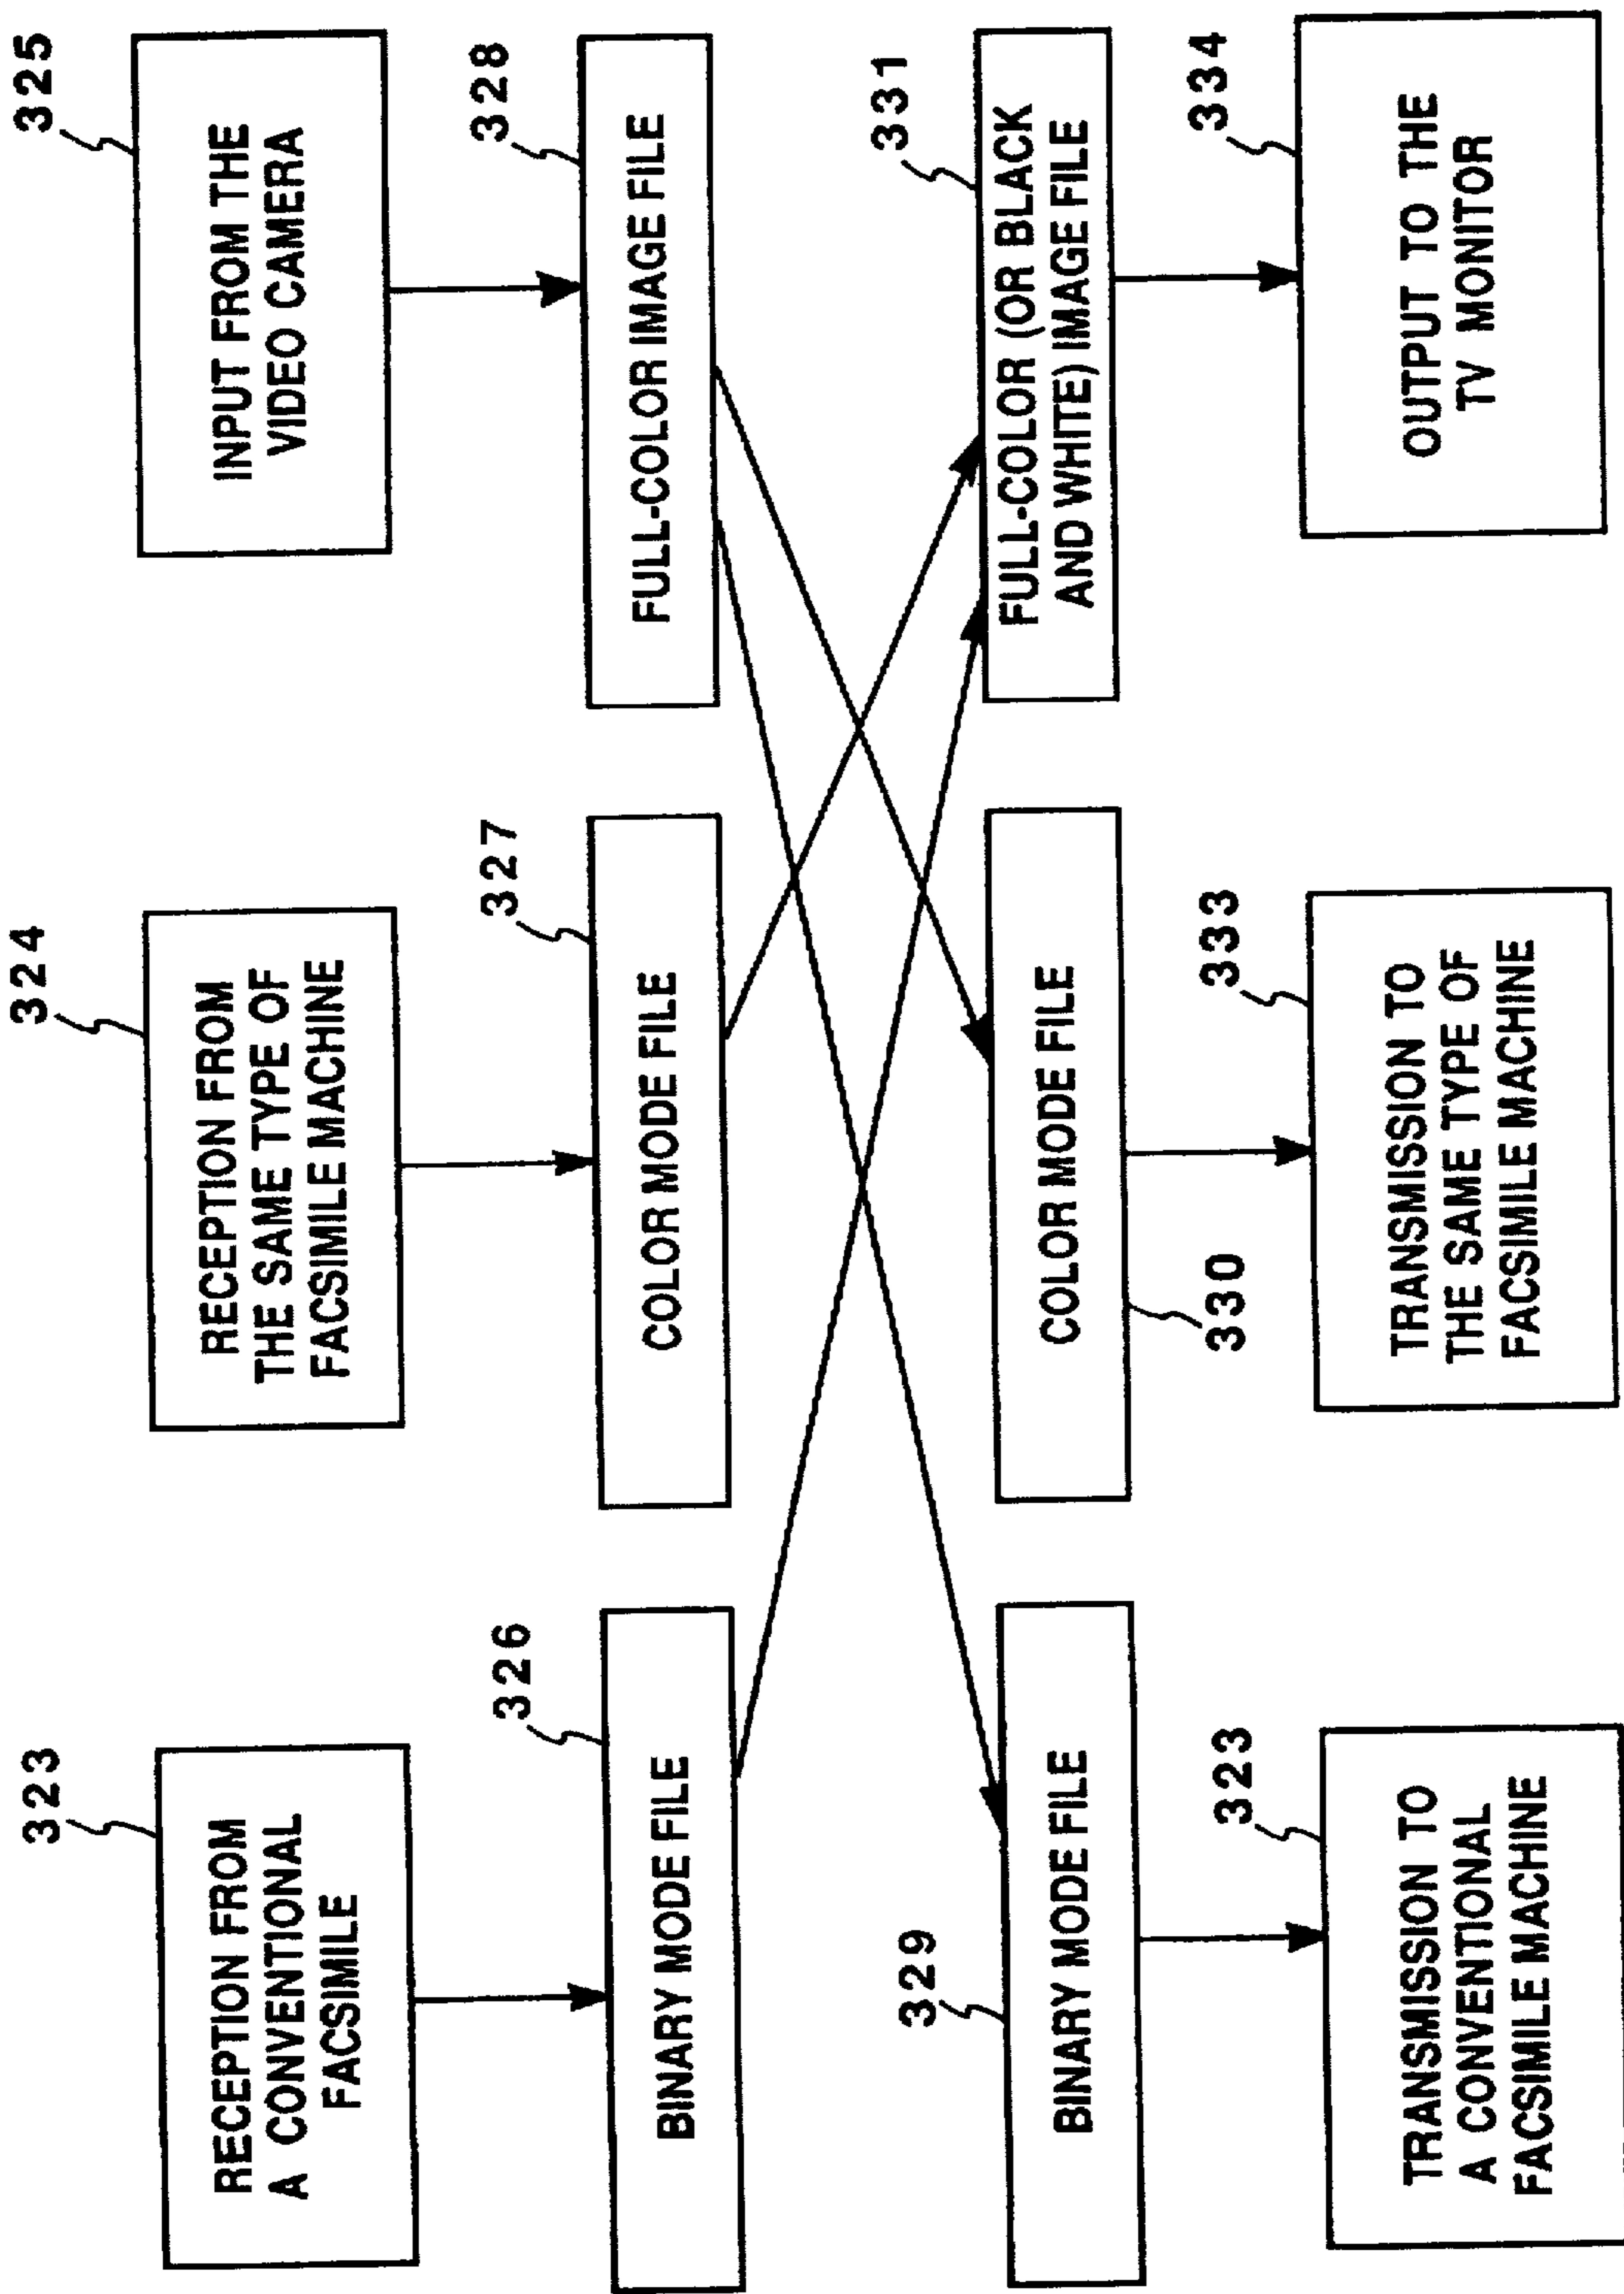 323
RECEPTION FROM
A CONVENTIONAL
FACSIMILE
324
RECEPTION FROM
THE SAME TYPE OF
FACSIMILE MACHINE
325
INPUT FROM THE
VIDEO CAMERA
326
BINARY MODE FILE
327
COLOR MODE FILE
328
FULL-COLOR IMAGE FILE
329
BINARY MODE FILE
COLOR MODE FILE
330
331
FULL-COLOR (OR BLACK
AND WHITE) IMAGE FILE
323
TRANSMISSION TO
A CONVENTIONAL
FACSIMILE MACHINE
333
TRANSMISSION TO
THE SAME TYPE OF
FACSIMILE MACHINE
334
OUTPUT TO THE
TV MONITOR